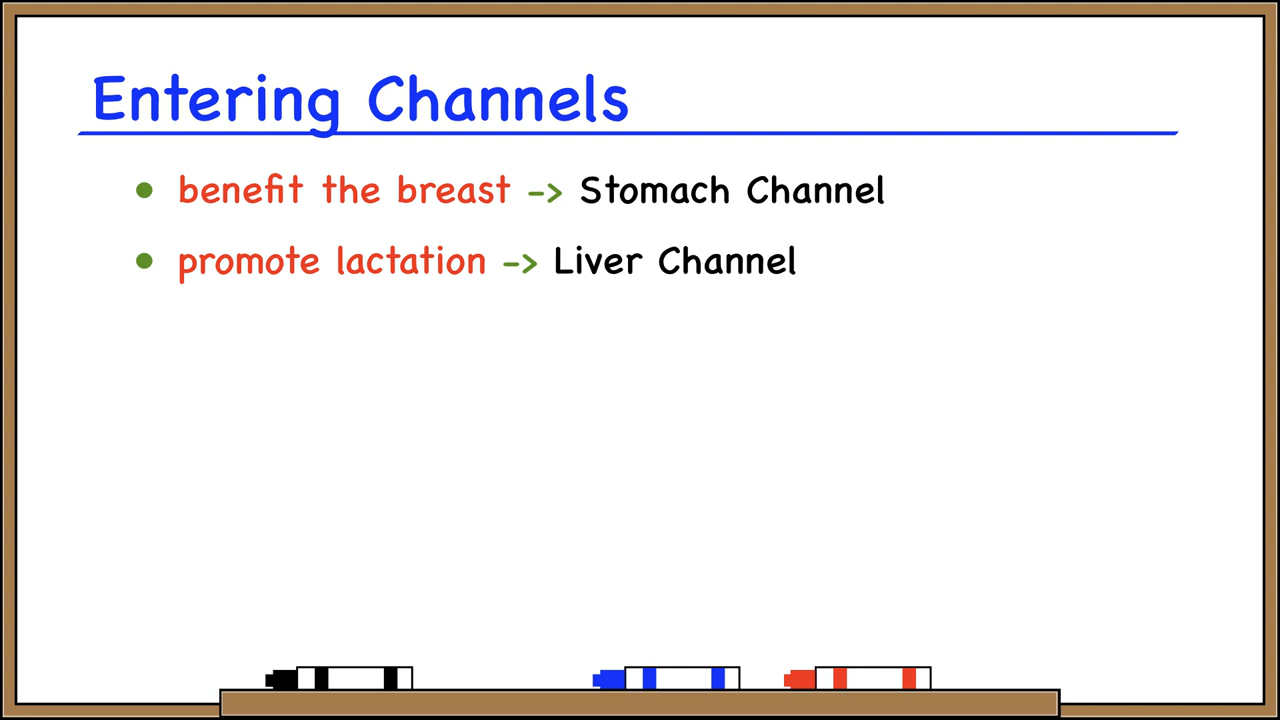 Entering Channels
benefit the breast -> Stomach Channel
promote lactation -> Liver Channel